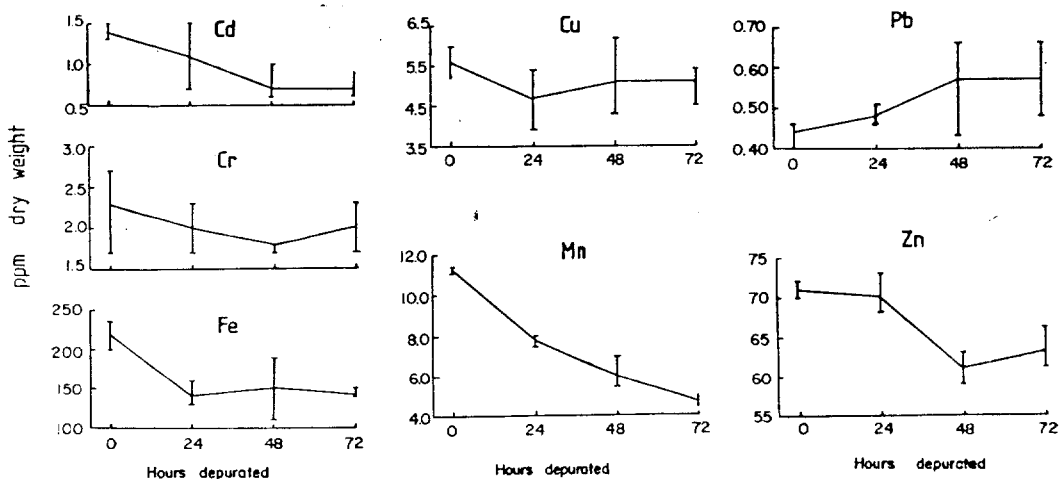 Cd
1.5
1.0
0.5
Cr
3.0
2.5
2.0
1.5
Fe
250
200
150
100
0 24 48 72
Hours depurated
ppm dry weight
Cu
6.5
5.5
4.5
3.5
0 24 48 72
Mn
12.0
10.0
8.0
6.0
4.0
0 24 48 72
Hours depurated
Pb
0.70
0.60
0.50
0.40
0 24 48 72
Zn
75
70
65
60
55
0 24 48 72
Hours depurated